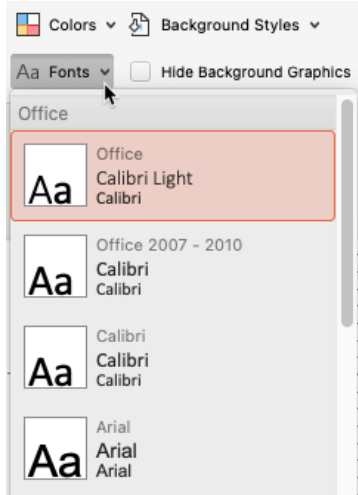 Colors Background Styles
Aa Fonts Hide Background Graphics
Office
Aa Office
Calibri Light
Calibri
Aa Office 2007 - 2010
Calibri
Calibri
Aa Calibri
Calibri
Calibri
Aa Arial
Arial
Arial